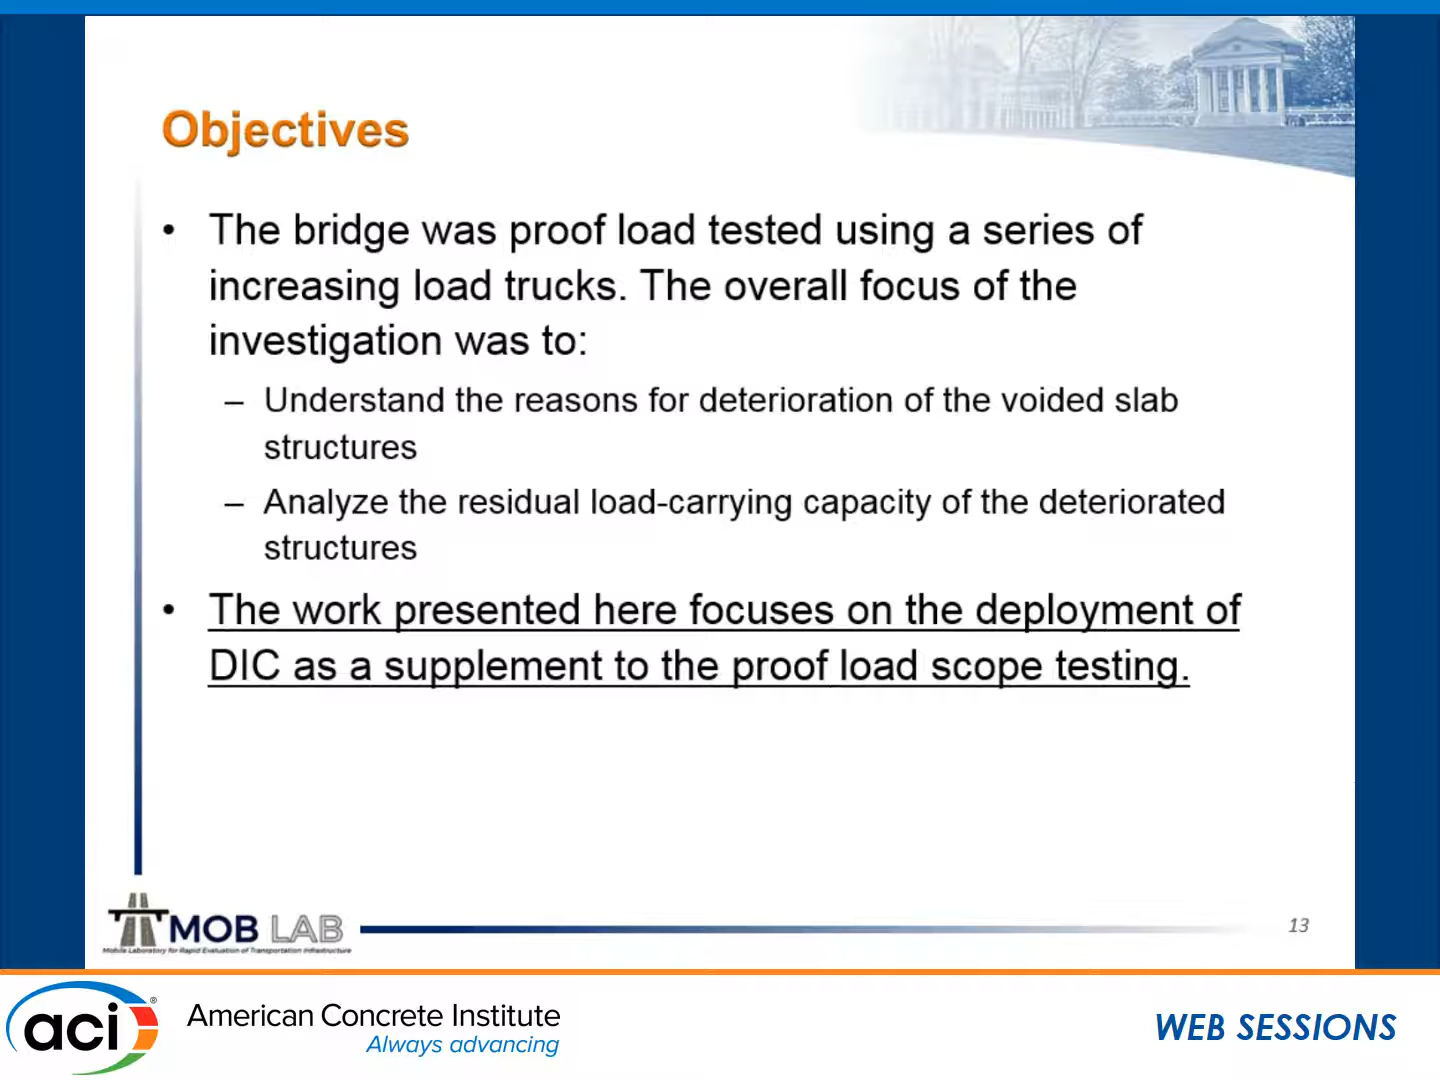 Objectives
• The bridge was proof load tested using a series of
increasing load trucks. The overall focus of the
investigation was to:
– Understand the reasons for deterioration of the voided slab
structures
– Analyze the residual load-carrying capacity of the deteriorated
structures
• The work presented here focuses on the deployment of
DIC as a supplement to the proof load scope testing.
MOB LAB
Mobile Laboratory for Rapid Evaluation of Transportation Infrastructure
13
aci®
American Concrete Institute
Always advancing
WEB SESSIONS